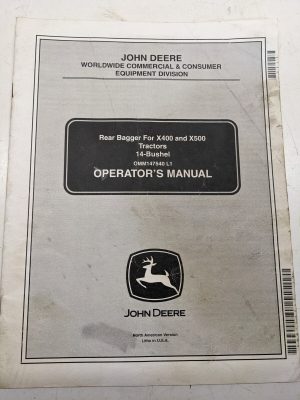 JOHN DEERE
WORLDWIDE COMMERCIAL & CONSUMER
EQUIPMENT DIVISION
Rear Bagger For X400 and X500
Tractors
14-Bushel
OMM147540 L1
OPERATOR'S MANUAL
JOHN DEERE
North American Version
Litho in U.S.A.